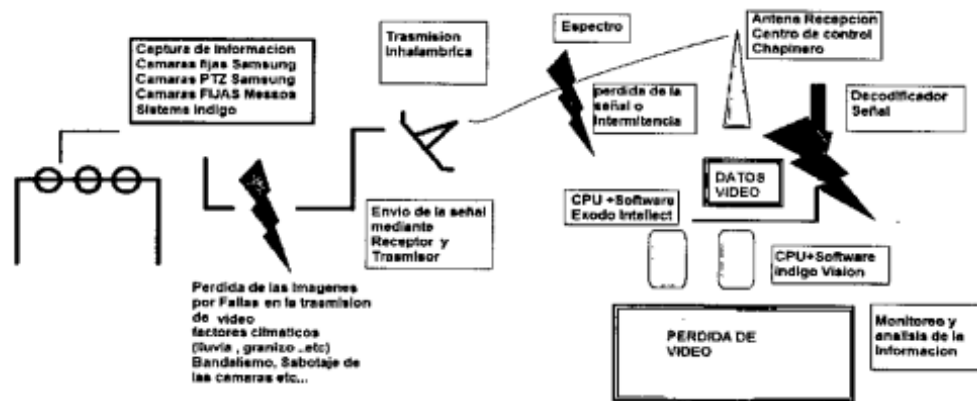 Captura de Informacion
Camaras fijas Samsung
Camaras PTZ Samsung
Camaras FIJAS Messos
Sistema indigo
Trasmision
Inhalambrica
Espectro
Antena Recepcion
Centro de control
Chapinero
perdida de la
señal o
Intermitencia
Decodificador
Señal
DATOS
VIDEO
CPU +Software
Exodo Intellect
Envio de la señal
mediante
Receptor y
Trasmisor
CPU+Software
indigo Vision
Perdida de las Imagenes
por Fallas en la trasmision
de video
factores climáticos
(lluvia , granizo ..etc)
Bandalismo, Sabotaje de
las camaras etc...
PERDIDA DE
VIDEO
Monitoreo y
analisis de la
Informacion